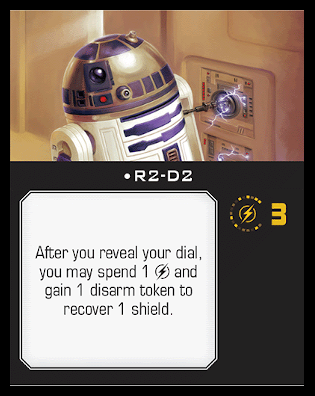 •R2-D2
3
After you reveal your dial,
you may spend 1 and
gain 1 disarm token to
recover 1 shield.